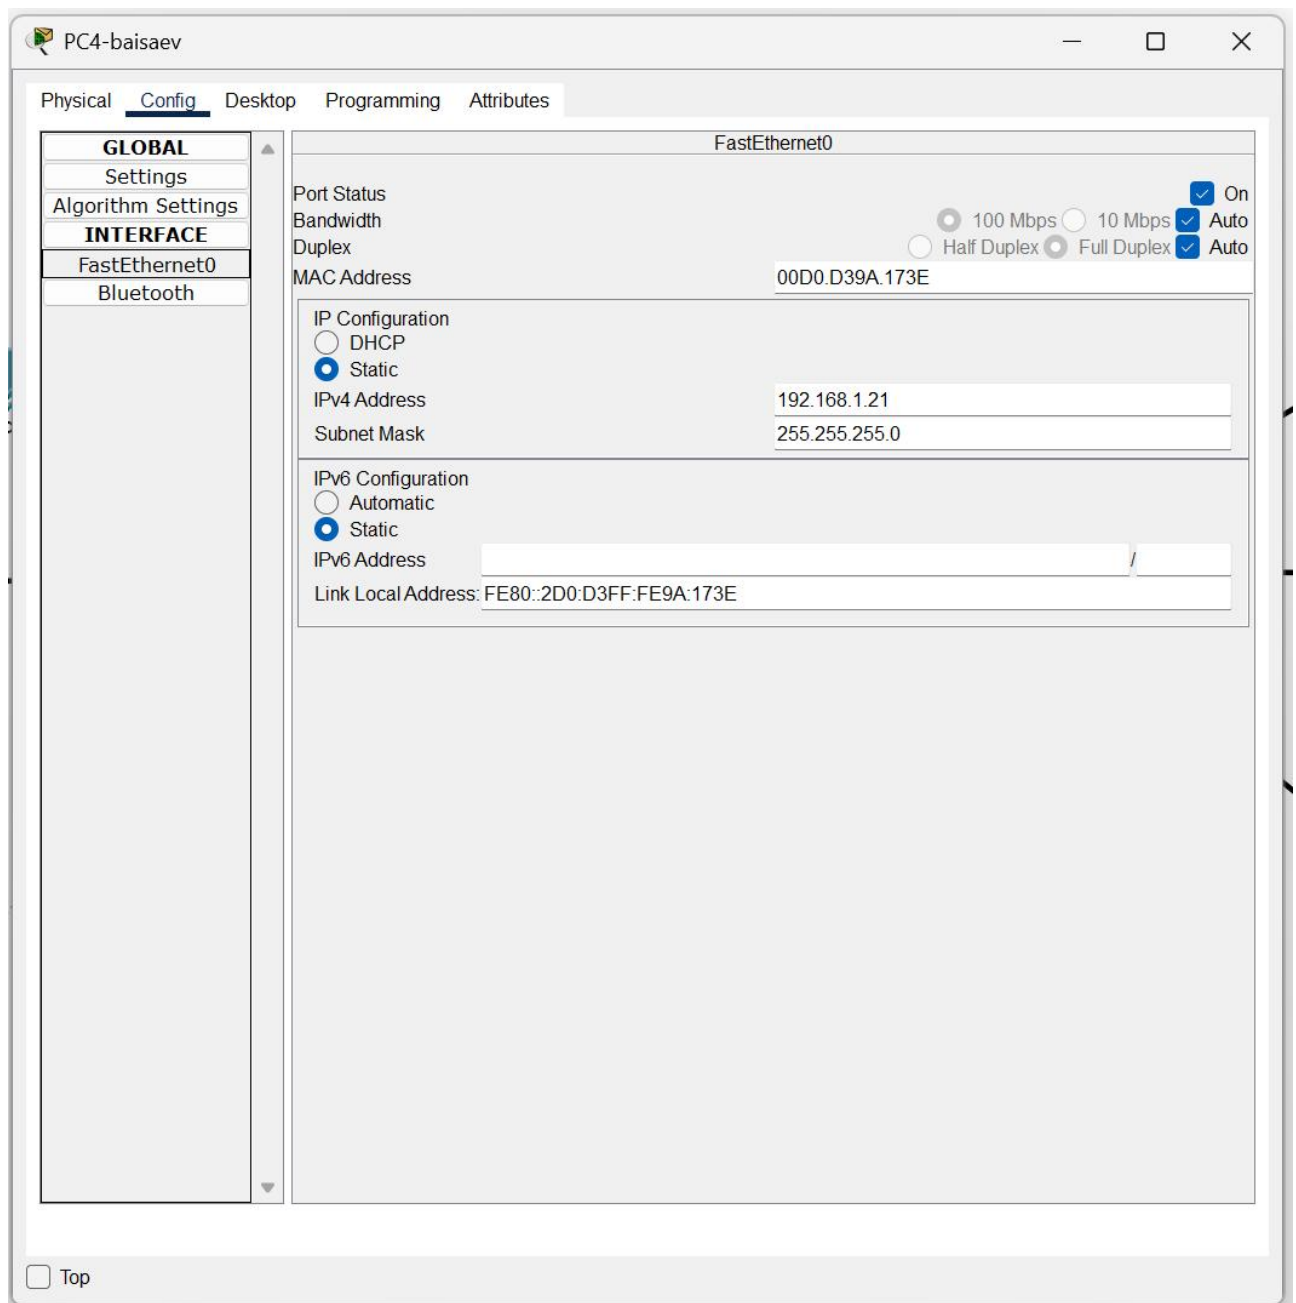 PC4-baisaev
Physical Config Desktop Programming Attributes
GLOBAL
Settings
Algorithm Settings
INTERFACE
FastEthernet0
Bluetooth
FastEthernet0
Port Status On
Bandwidth 100 Mbps 10 Mbps Auto
Duplex Half Duplex Full Duplex Auto
MAC Address 00D0.D39A.173E
IP Configuration
DHCP
Static
IPv4 Address 192.168.1.21
Subnet Mask 255.255.255.0
IPv6 Configuration
Automatic
Static
IPv6 Address /
Link Local Address: FE80::2D0:D3FF:FE9A:173E
Top